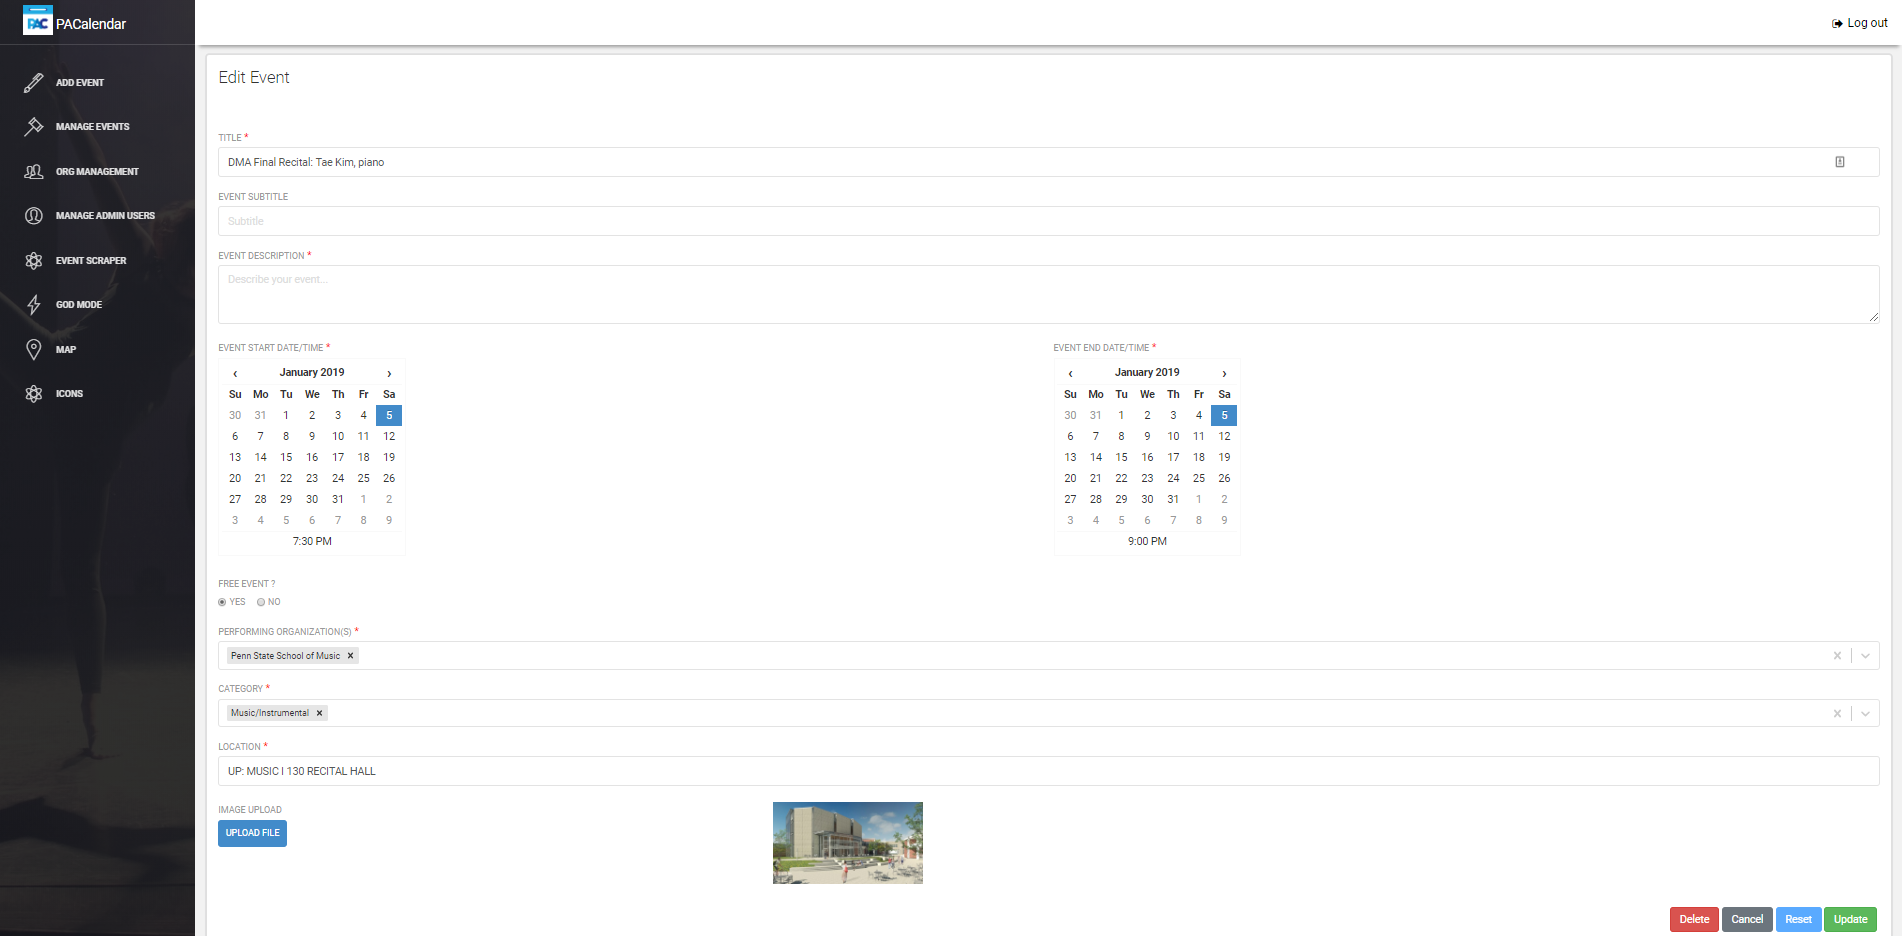 PAC PACalendar
Log out
ADD EVENT
MANAGE EVENTS
ORG MANAGEMENT
MANAGE ADMIN USERS
EVENT SCRAPER
GOD MODE
MAP
ICONS
Edit Event
TITLE *
DMA Final Recital: Tae Kim, piano
EVENT SUBTITLE
Subtitle
EVENT DESCRIPTION *
Describe your event...
EVENT START DATE/TIME *
‹ January 2019 ›
Su Mo Tu We Th Fr Sa
30 31 1 2 3 4 5
6 7 8 9 10 11 12
13 14 15 16 17 18 19
20 21 22 23 24 25 26
27 28 29 30 31 1 2
3 4 5 6 7 8 9
7:30 PM
EVENT END DATE/TIME *
‹ January 2019 ›
Su Mo Tu We Th Fr Sa
30 31 1 2 3 4 5
6 7 8 9 10 11 12
13 14 15 16 17 18 19
20 21 22 23 24 25 26
27 28 29 30 31 1 2
3 4 5 6 7 8 9
9:00 PM
FREE EVENT ?
YES NO
PERFORMING ORGANIZATION(S) *
Penn State School of Music ×
CATEGORY *
Music/Instrumental ×
LOCATION *
UP: MUSIC I 130 RECITAL HALL
IMAGE UPLOAD
UPLOAD FILE
Delete Cancel Reset Update